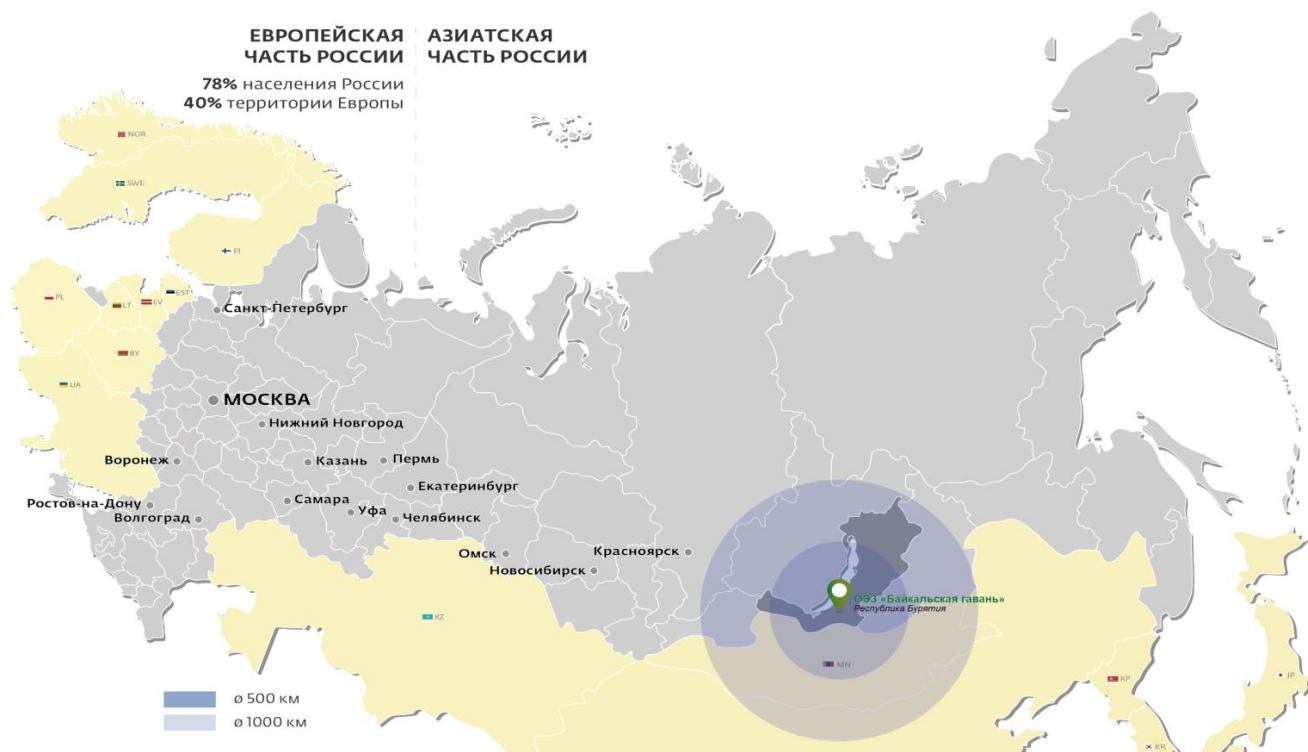 ЕВРОПЕЙСКАЯ
ЧАСТЬ РОССИИ
78% населения России
40% территории Европы
АЗИАТСКАЯ
ЧАСТЬ РОССИИ
NOR
SWE
FI
PL
LT
LV
EST
BY
UA
Санкт-Петербург
МОСКВА
Нижний Новгород
Воронеж
Казань
Пермь
Екатеринбург
Ростов-на-Дону
Волгоград
Самара
Уфа
Челябинск
Омск
Новосибирск
Красноярск
ОЭЗ «Байкальская гавань»
Республика Бурятия
KZ
MN
KP
JP
KR
ø 500 км
ø 1000 км